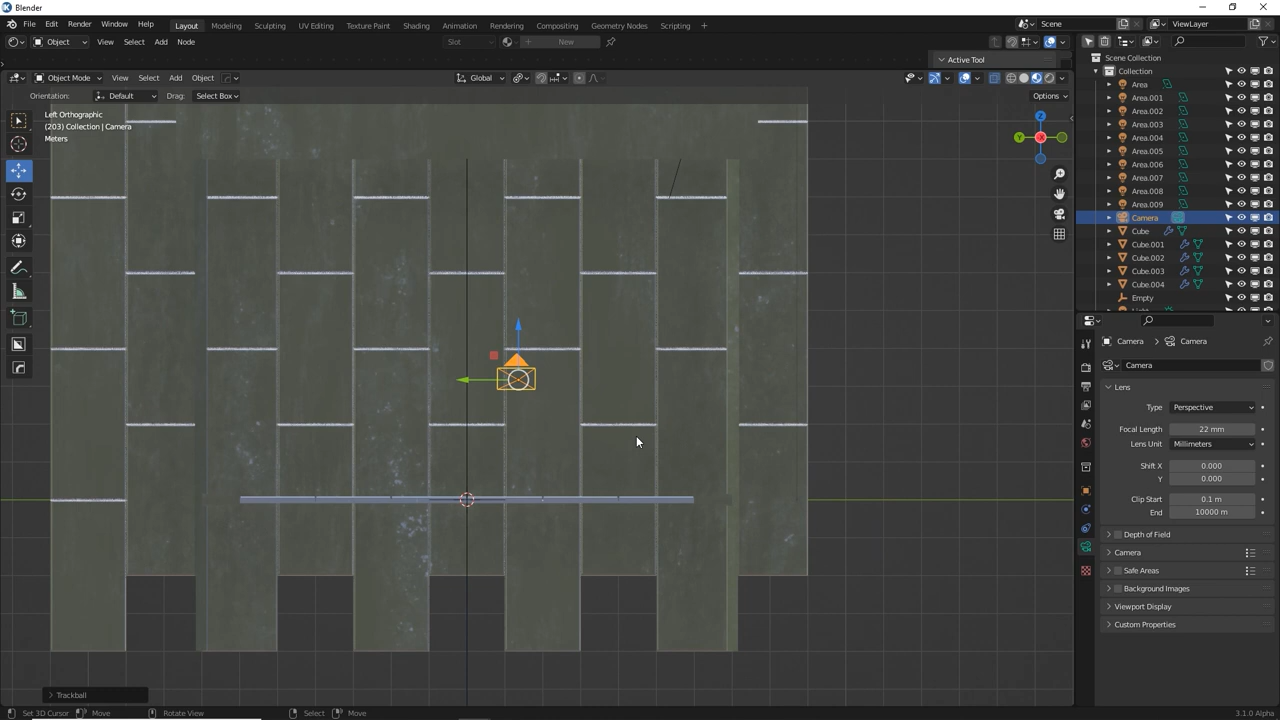 Blender
File Edit Render Window Help Layout Modeling Sculpting UV Editing Texture Paint Shading Animation Rendering Compositing Geometry Nodes Scripting + Scene ViewLayer
Object View Select Add Node Slot New
Active Tool
Object Mode View Select Add Object Global
Orientation: Default Drag: Select Box Options
Left Orthographic
(203) Collection | Camera
Meters
Z
Y
X
Scene Collection
Collection
Area
Area.001
Area.002
Area.003
Area.004
Area.005
Area.006
Area.007
Area.008
Area.009
Camera
Cube
Cube.001
Cube.002
Cube.003
Cube.004
Empty
Camera > Camera
Camera
Lens
Type Perspective
Focal Length 22 mm
Lens Unit Millimeters
Shift X 0.000
Y 0.000
Clip Start 0.1 m
End 10000 m
Depth of Field
Camera
Safe Areas
Background Images
Viewport Display
Custom Properties
Trackball
Set 3D Cursor Move Rotate View Select Move 3.1.0 Alpha